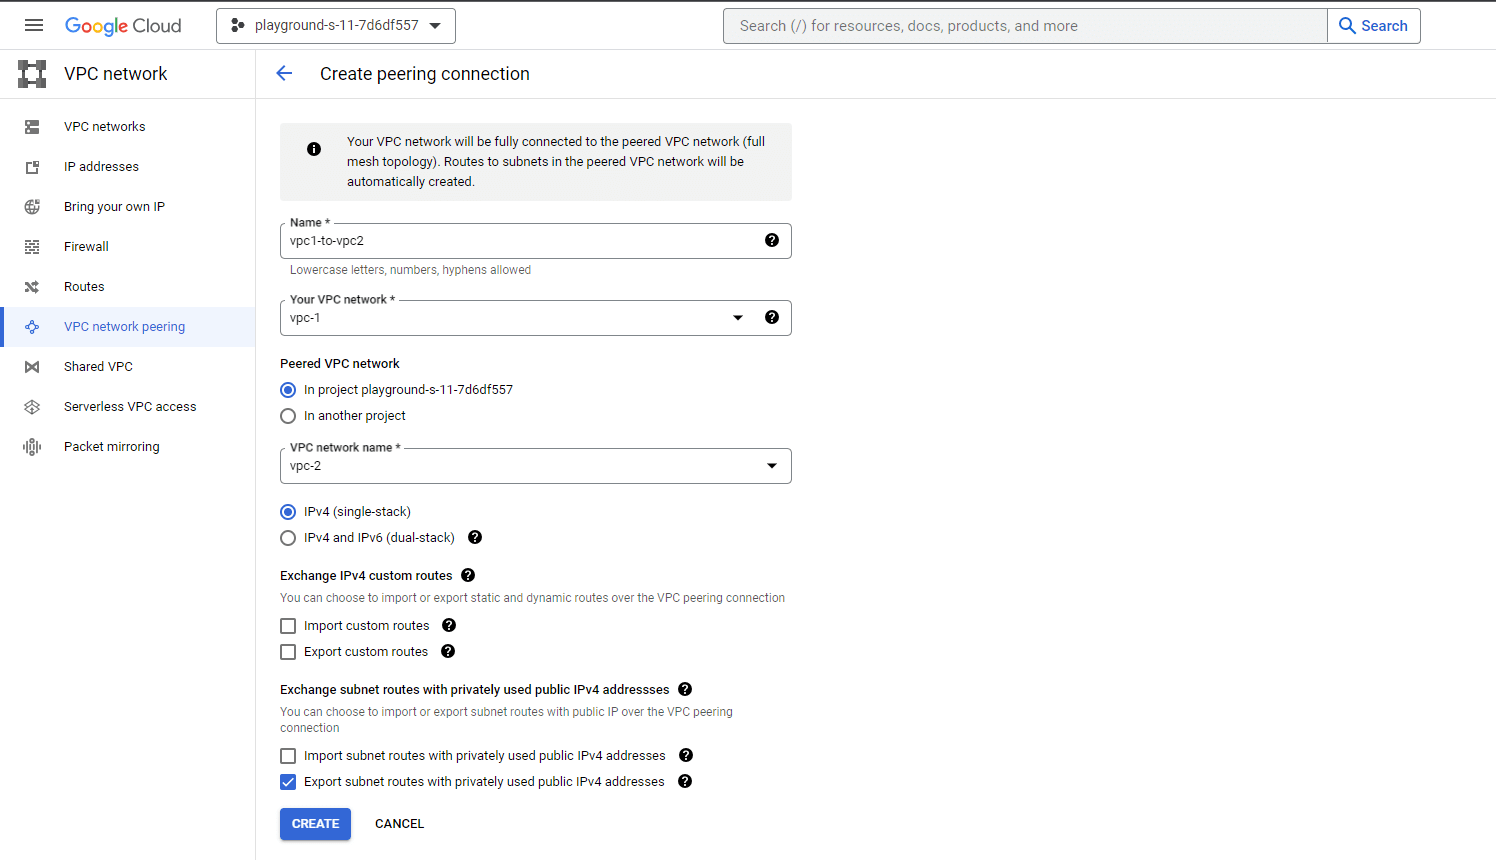 Google Cloud
playground-s-11-7d6df557
Search (/) for resources, docs, products, and more
Search
VPC network
Create peering connection
VPC networks
IP addresses
Bring your own IP
Firewall
Routes
VPC network peering
Shared VPC
Serverless VPC access
Packet mirroring
Your VPC network will be fully connected to the peered VPC network (full
mesh topology). Routes to subnets in the peered VPC network will be
automatically created.
Name *
vpc1-to-vpc2
Lowercase letters, numbers, hyphens allowed
Your VPC network *
vpc-1
Peered VPC network
In project playground-s-11-7d6df557
In another project
VPC network name *
vpc-2
IPv4 (single-stack)
IPv4 and IPv6 (dual-stack)
Exchange IPv4 custom routes
You can choose to import or export static and dynamic routes over the VPC peering connection
Import custom routes
Export custom routes
Exchange subnet routes with privately used public IPv4 addressses
You can choose to import or export subnet routes with public IP over the VPC peering
connection
Import subnet routes with privately used public IPv4 addresses
Export subnet routes with privately used public IPv4 addresses
CREATE
CANCEL